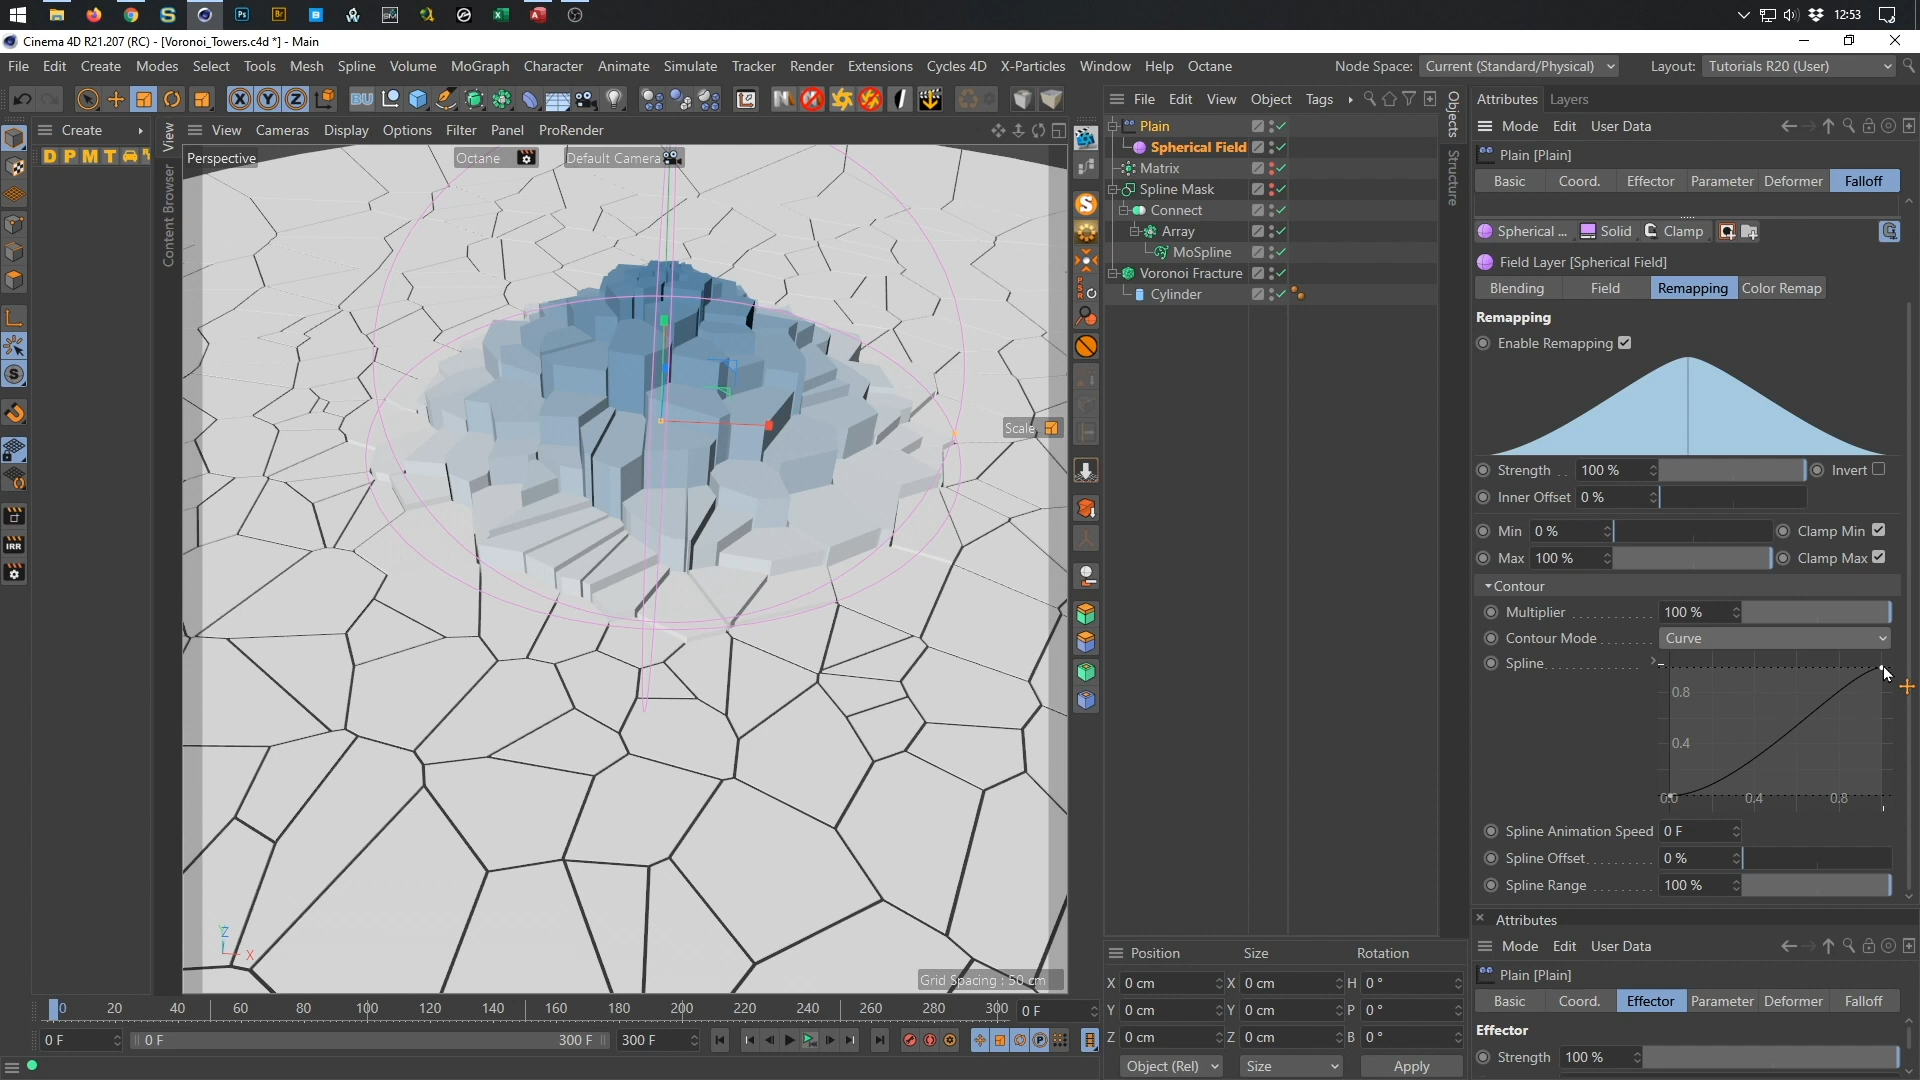 12:53
Cinema 4D R21.207 (RC) - [Voronoi_Towers.c4d *] - Main
File Edit Create Modes Select Tools Mesh Spline Volume MoGraph Character Animate Simulate Tracker Render Extensions Cycles 4D X-Particles Window Help Octane Node Space: Current (Standard/Physical) Layout: Tutorials R20 (User)
File Edit View Object Tags Attributes Layers
Create View Cameras Display Options Filter Panel ProRender
Mode Edit User Data
D P M T
Perspective Octane Default Camera
View
Content Browser
Objects
Structure
Plain
Spherical Field
Matrix
Spline Mask
Connect
Array
MoSpline
Voronoi Fracture
Cylinder
Plain [Plain]
Basic Coord. Effector Parameter Deformer Falloff
Spherical ... Solid Clamp
Field Layer [Spherical Field]
Blending Field Remapping Color Remap
Remapping
Enable Remapping
Scale
Strength 100 % Invert
Inner Offset 0 %
Min 0 % Clamp Min
Max 100 % Clamp Max
Contour
Multiplier 100 %
Contour Mode Curve
Spline
0.8
0.4
0.0 0.4 0.8
Spline Animation Speed 0 F
Spline Offset 0 %
Spline Range 100 %
Attributes
Mode Edit User Data
Plain [Plain]
Basic Coord. Effector Parameter Deformer Falloff
Effector
Strength 100 %
Z
X
Grid Spacing : 50 cm
Position Size Rotation
X 0 cm X 0 cm H 0 °
Y 0 cm Y 0 cm P 0 °
Z 0 cm Z 0 cm B 0 °
Object (Rel) Size Apply
0 20 40 60 80 100 120 140 160 180 200 220 240 260 280 300 0 F
0 F 0 F 300 F 300 F